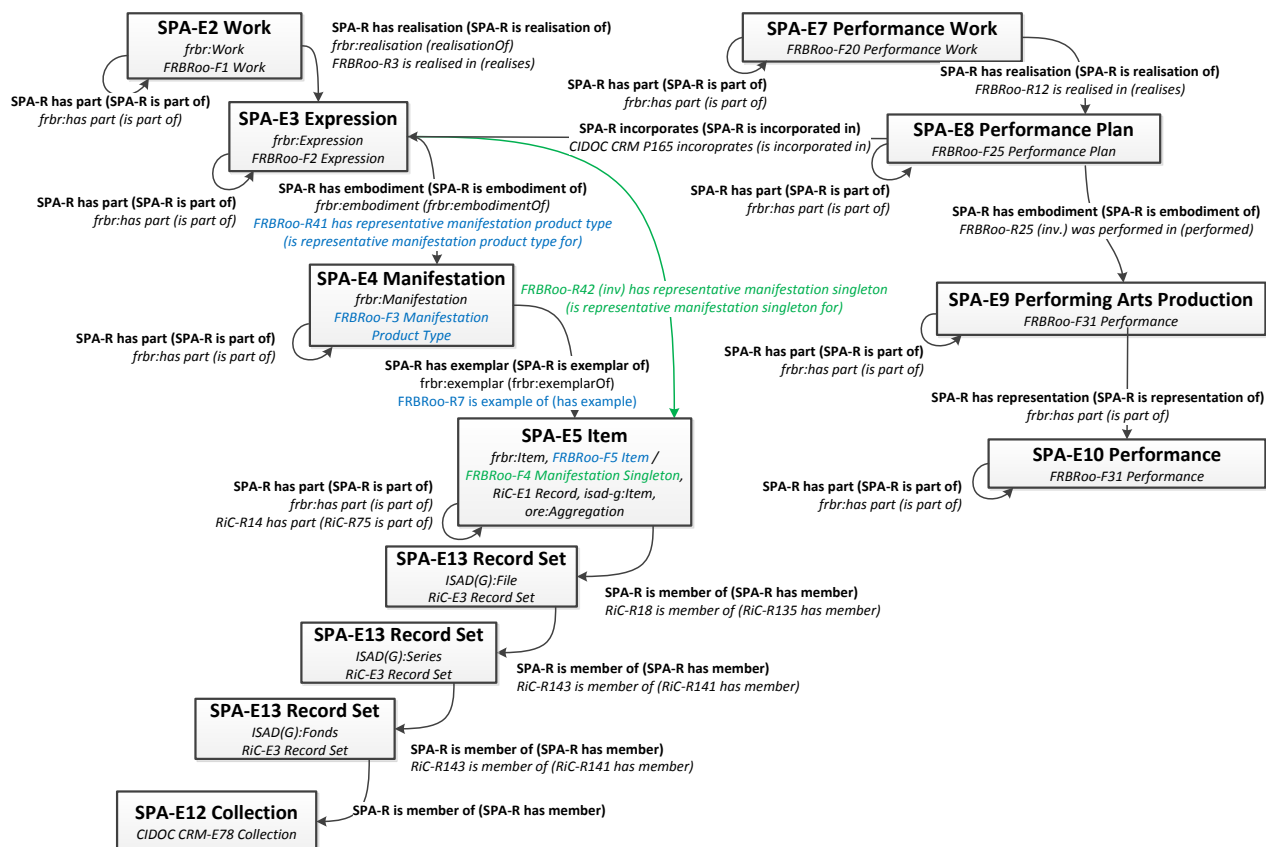 SPA-E2 Work
frbr:Work
FRBRoo-F1 Work
SPA-R has realisation (SPA-R is realisation of)
frbr:realisation (realisationOf)
FRBRoo-R3 is realised in (realises)
SPA-R has part (SPA-R is part of)
frbr:has part (is part of)
SPA-E3 Expression
frbr:Expression
FRBRoo-F2 Expression
SPA-R has part (SPA-R is part of)
frbr:has part (is part of)
SPA-R has embodiment (SPA-R is embodiment of)
frbr:embodiment (frbr:embodimentOf)
FRBRoo-R41 has representative manifestation product type
(is representative manifestation product type for)
SPA-E4 Manifestation
frbr:Manifestation
FRBRoo-F3 Manifestation
Product Type
SPA-R has part (SPA-R is part of)
frbr:has part (is part of)
FRBRoo-R42 (inv) has representative manifestation singleton
(is representative manifestation singleton for)
SPA-R has exemplar (SPA-R is exemplar of)
frbr:exemplar (frbr:exemplarOf)
FRBRoo-R7 is example of (has example)
SPA-E5 Item
frbr:Item, FRBRoo-F5 Item /
FRBRoo-F4 Manifestation Singleton,
RiC-E1 Record, isad-g:Item,
ore:Aggregation
SPA-R has part (SPA-R is part of)
frbr:has part (is part of)
RiC-R14 has part (RiC-R75 is part of)
SPA-E13 Record Set
ISAD(G):File
RiC-E3 Record Set
SPA-R is member of (SPA-R has member)
RiC-R18 is member of (RiC-R135 has member)
SPA-E13 Record Set
ISAD(G):Series
RiC-E3 Record Set
SPA-R is member of (SPA-R has member)
RiC-R143 is member of (RiC-R141 has member)
SPA-E13 Record Set
ISAD(G):Fonds
RiC-E3 Record Set
SPA-R is member of (SPA-R has member)
RiC-R143 is member of (RiC-R141 has member)
SPA-E12 Collection
CIDOC CRM-E78 Collection
SPA-R is member of (SPA-R has member)
SPA-E7 Performance Work
FRBRoo-F20 Performance Work
SPA-R has part (SPA-R is part of)
frbr:has part (is part of)
SPA-R has realisation (SPA-R is realisation of)
FRBRoo-R12 is realised in (realises)
SPA-R incorporates (SPA-R is incorporated in)
CIDOC CRM P165 incoroprates (is incorporated in)
SPA-E8 Performance Plan
FRBRoo-F25 Performance Plan
SPA-R has part (SPA-R is part of)
frbr:has part (is part of)
SPA-R has embodiment (SPA-R is embodiment of)
FRBRoo-R25 (inv.) was performed in (performed)
SPA-E9 Performing Arts Production
FRBRoo-F31 Performance
SPA-R has part (SPA-R is part of)
frbr:has part (is part of)
SPA-R has representation (SPA-R is representation of)
frbr:has part (is part of)
SPA-E10 Performance
FRBRoo-F31 Performance
SPA-R has part (SPA-R is part of)
frbr:has part (is part of)